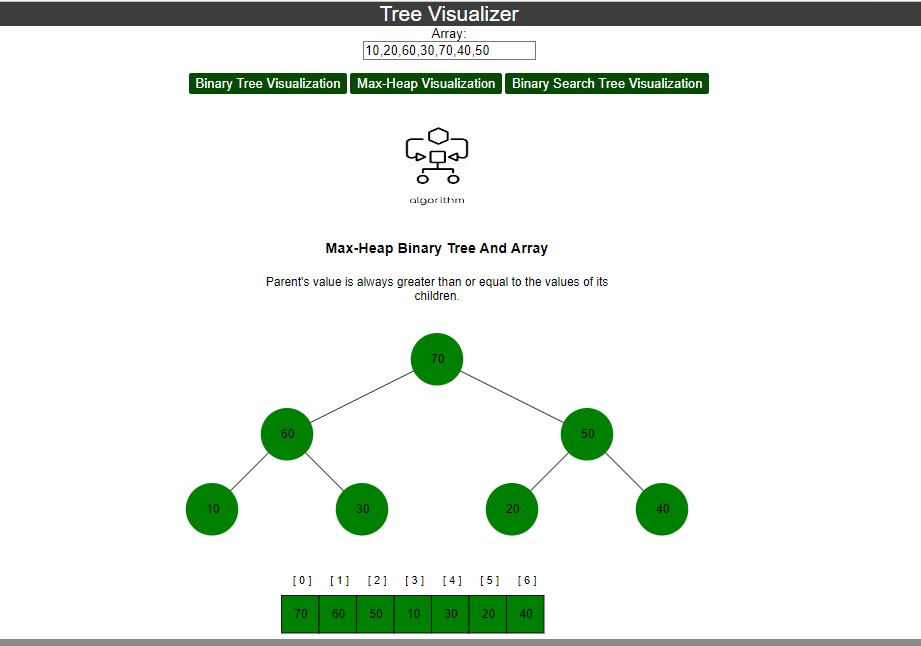 Tree Visualizer
Array:
10,20,60,30,70,40,50
Binary Tree Visualization Max-Heap Visualization Binary Search Tree Visualization
algorithm
Max-Heap Binary Tree And Array
Parent's value is always greater than or equal to the values of its
children.
70
60 50
10 30 20 40
[ 0 ] [ 1 ] [ 2 ] [ 3 ] [ 4 ] [ 5 ] [ 6 ]
70 60 50 10 30 20 40